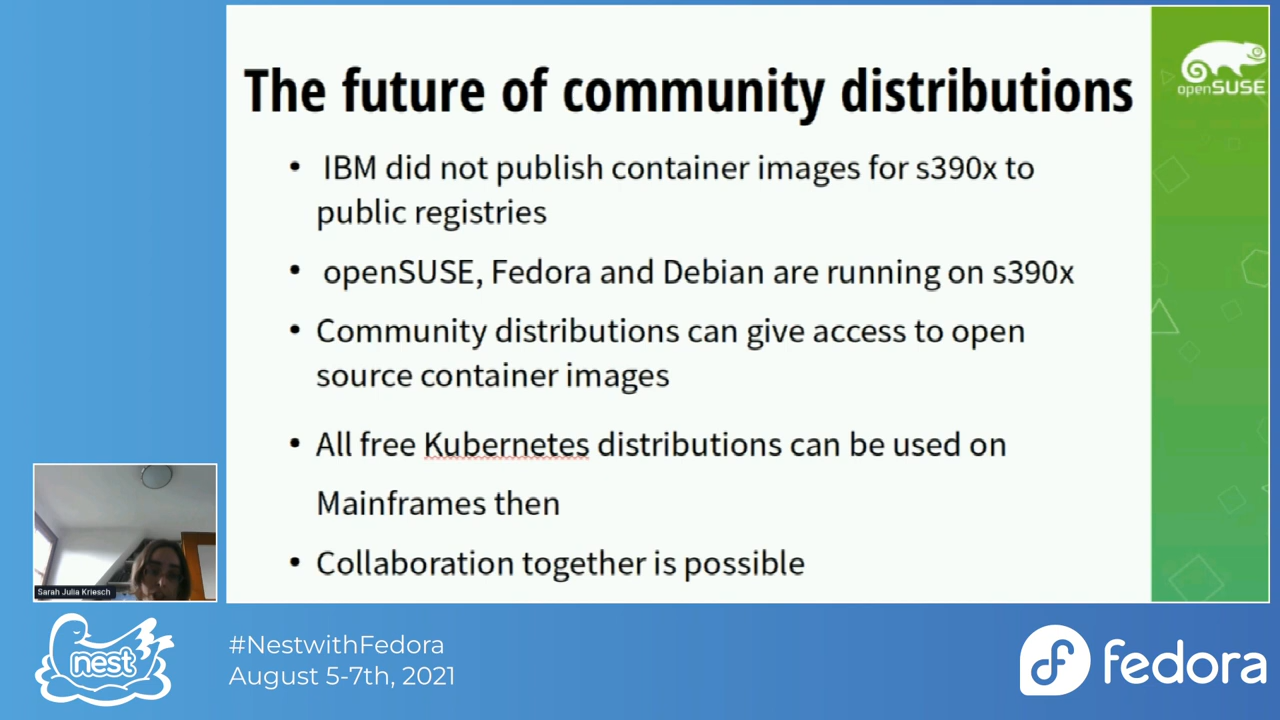 The future of community distributions
openSUSE
• IBM did not publish container images for s390x to
public registries
• openSUSE, Fedora and Debian are running on s390x
• Community distributions can give access to open
source container images
• All free Kubernetes distributions can be used on
Mainframes then
• Collaboration together is possible
Sarah Julia Kriesch
nest
#NestwithFedora
August 5-7th, 2021
fedora